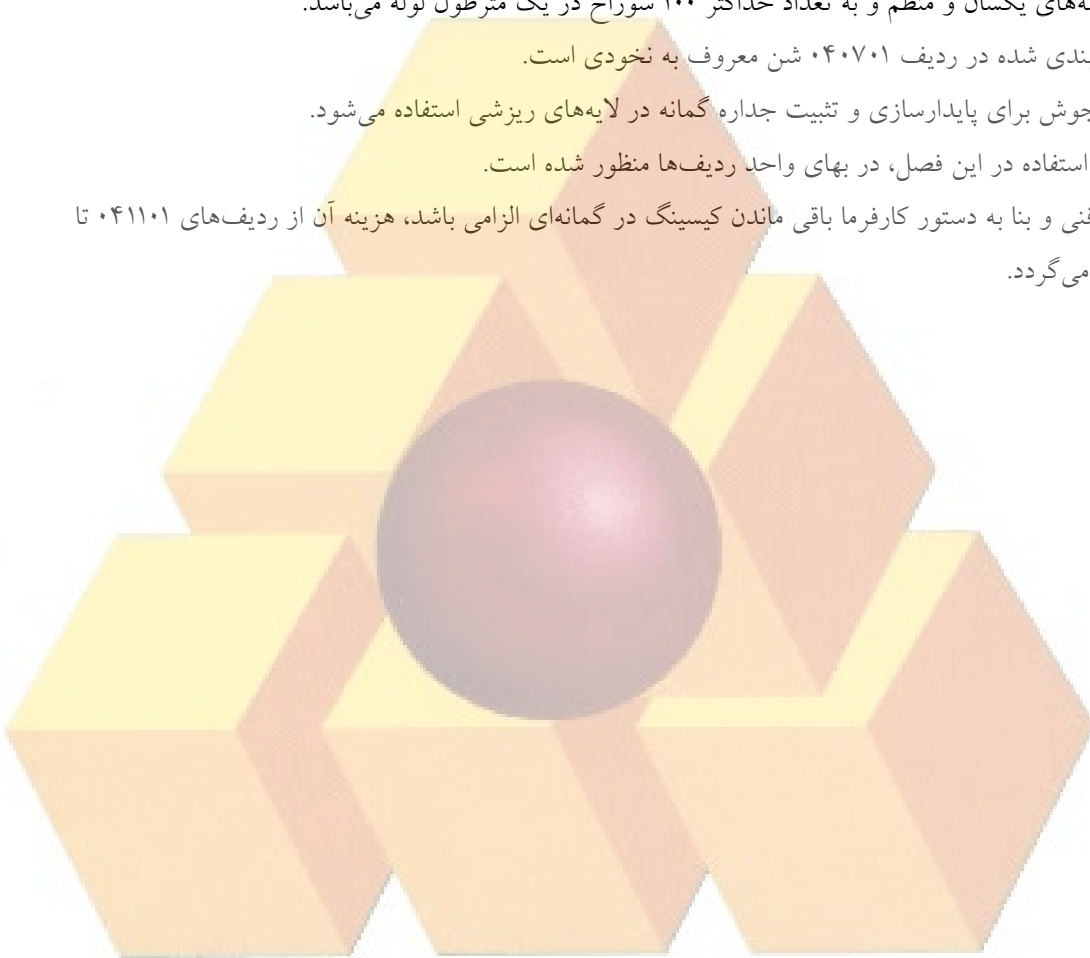 ه‌های یکسان و منظم و به تعداد حداکثر ۱۰۰ سوراخ در یک مترطول لوله می‌باشد.
ندی شده در ردیف ۰۴۰۷۰۱ شن معروف به نخودی است.
جوش برای پایدارسازی و تثبیت جداره گمانه در لایه‌های ریزشی استفاده می‌شود.
استفاده در این فصل، در بهای واحد ردیف‌ها منظور شده است.
فنی و بنا به دستور کارفرما باقی ماندن کیسینگ در گمانه‌ای الزامی باشد، هزینه آن از ردیف‌های ۰۴۱۱۰۱ تا
می‌گردد.